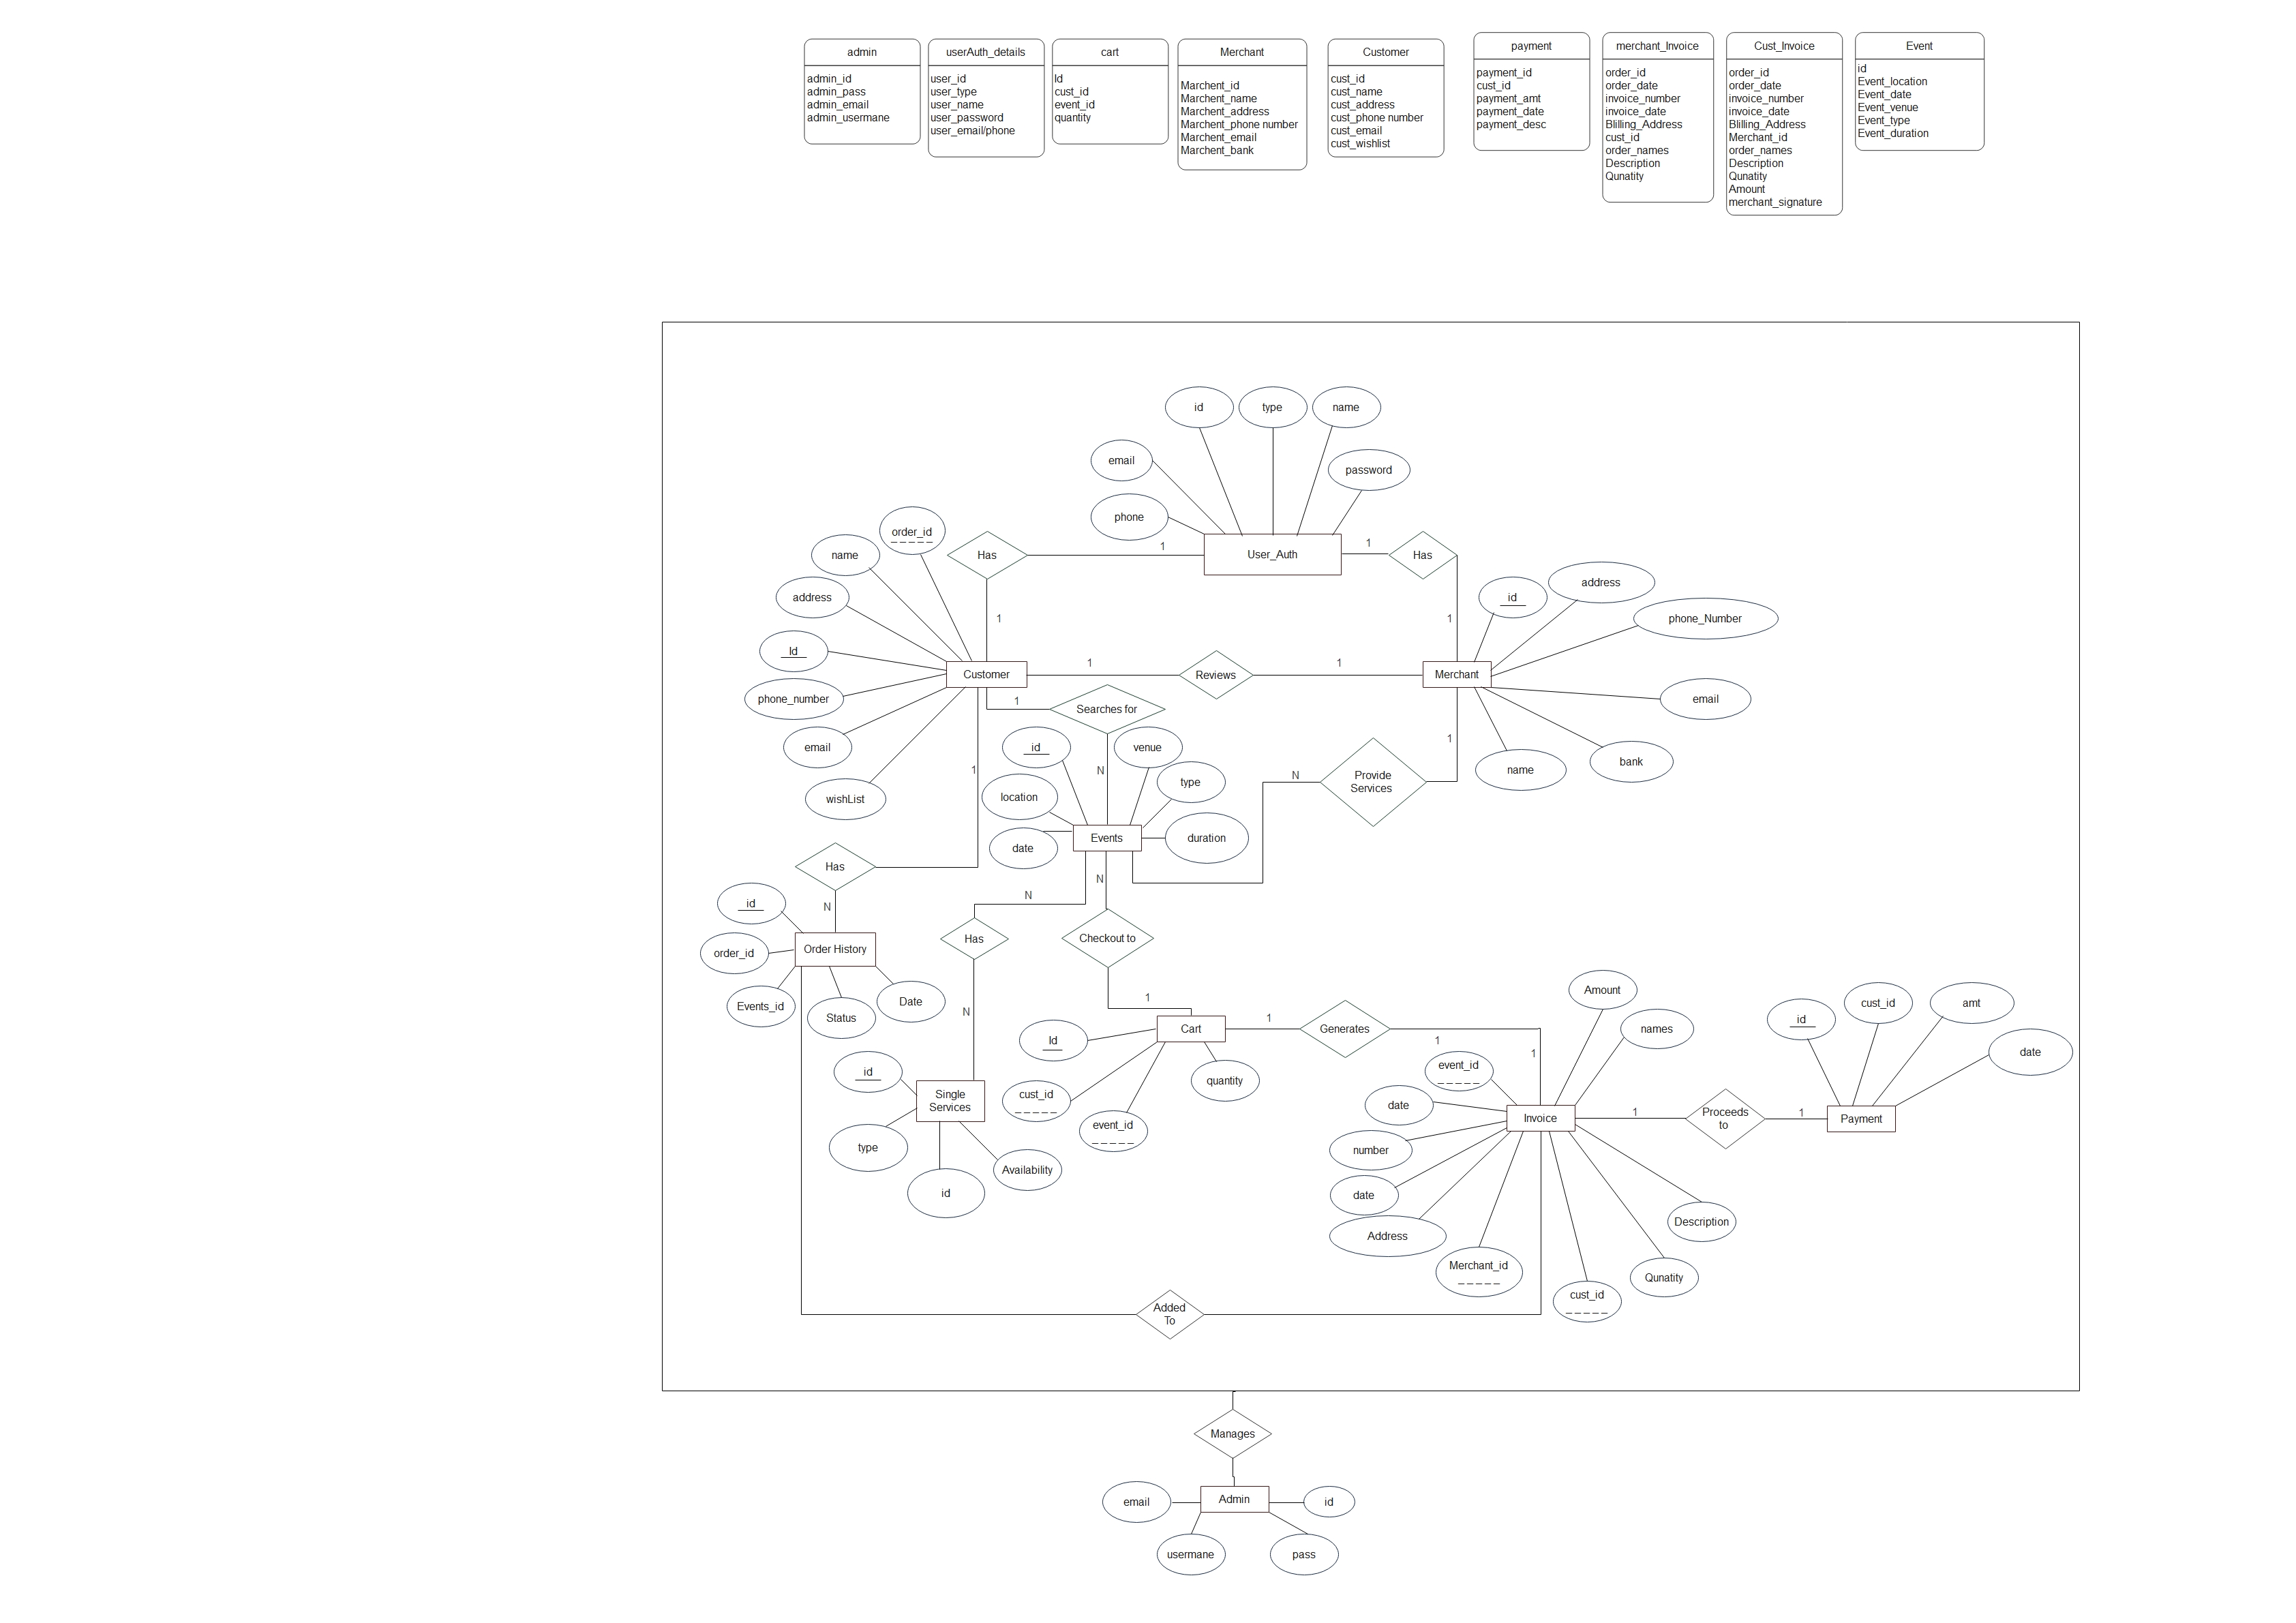 admin
admin_id
admin_pass
admin_email
admin_usermane
userAuth_details
user_id
user_type
user_name
user_password
user_email/phone
cart
Id
cust_id
event_id
quantity
Merchant
Marchent_id
Marchent_name
Marchent_address
Marchent_phone number
Marchent_email
Marchent_bank
Customer
cust_id
cust_name
cust_address
cust_phone number
cust_email
cust_wishlist
payment
payment_id
cust_id
payment_amt
payment_date
payment_desc
merchant_Invoice
order_id
order_date
invoice_number
invoice_date
Blilling_Address
cust_id
order_names
Description
Qunatity
Cust_Invoice
order_id
order_date
invoice_number
invoice_date
Blilling_Address
Merchant_id
order_names
Description
Qunatity
Amount
merchant_signature
Event
id
Event_location
Event_date
Event_venue
Event_type
Event_duration
id
type
name
email
password
phone
order_id
name
Has
1
User_Auth
1
Has
address
id
address
phone_Number
1
1
Id
Customer
1
Reviews
1
Merchant
phone_number
1
Searches for
email
email
id
venue
1
1
N
type
N
Provide
Services
name
bank
wishList
location
date
Events
duration
Has
N
N
id
N
Order History
order_id
Has
Checkout to
Events_id
Status
Date
N
1
Cart
1
Generates
1
1
Amount
names
id
cust_id
amt
date
Id
quantity
event_id
id
Single
Services
cust_id
event_id
date
Invoice
1
Proceeds
to
1
Payment
type
id
Availability
number
date
Address
Merchant_id
cust_id
Qunatity
Description
Added
To
Manages
email
Admin
id
usermane
pass